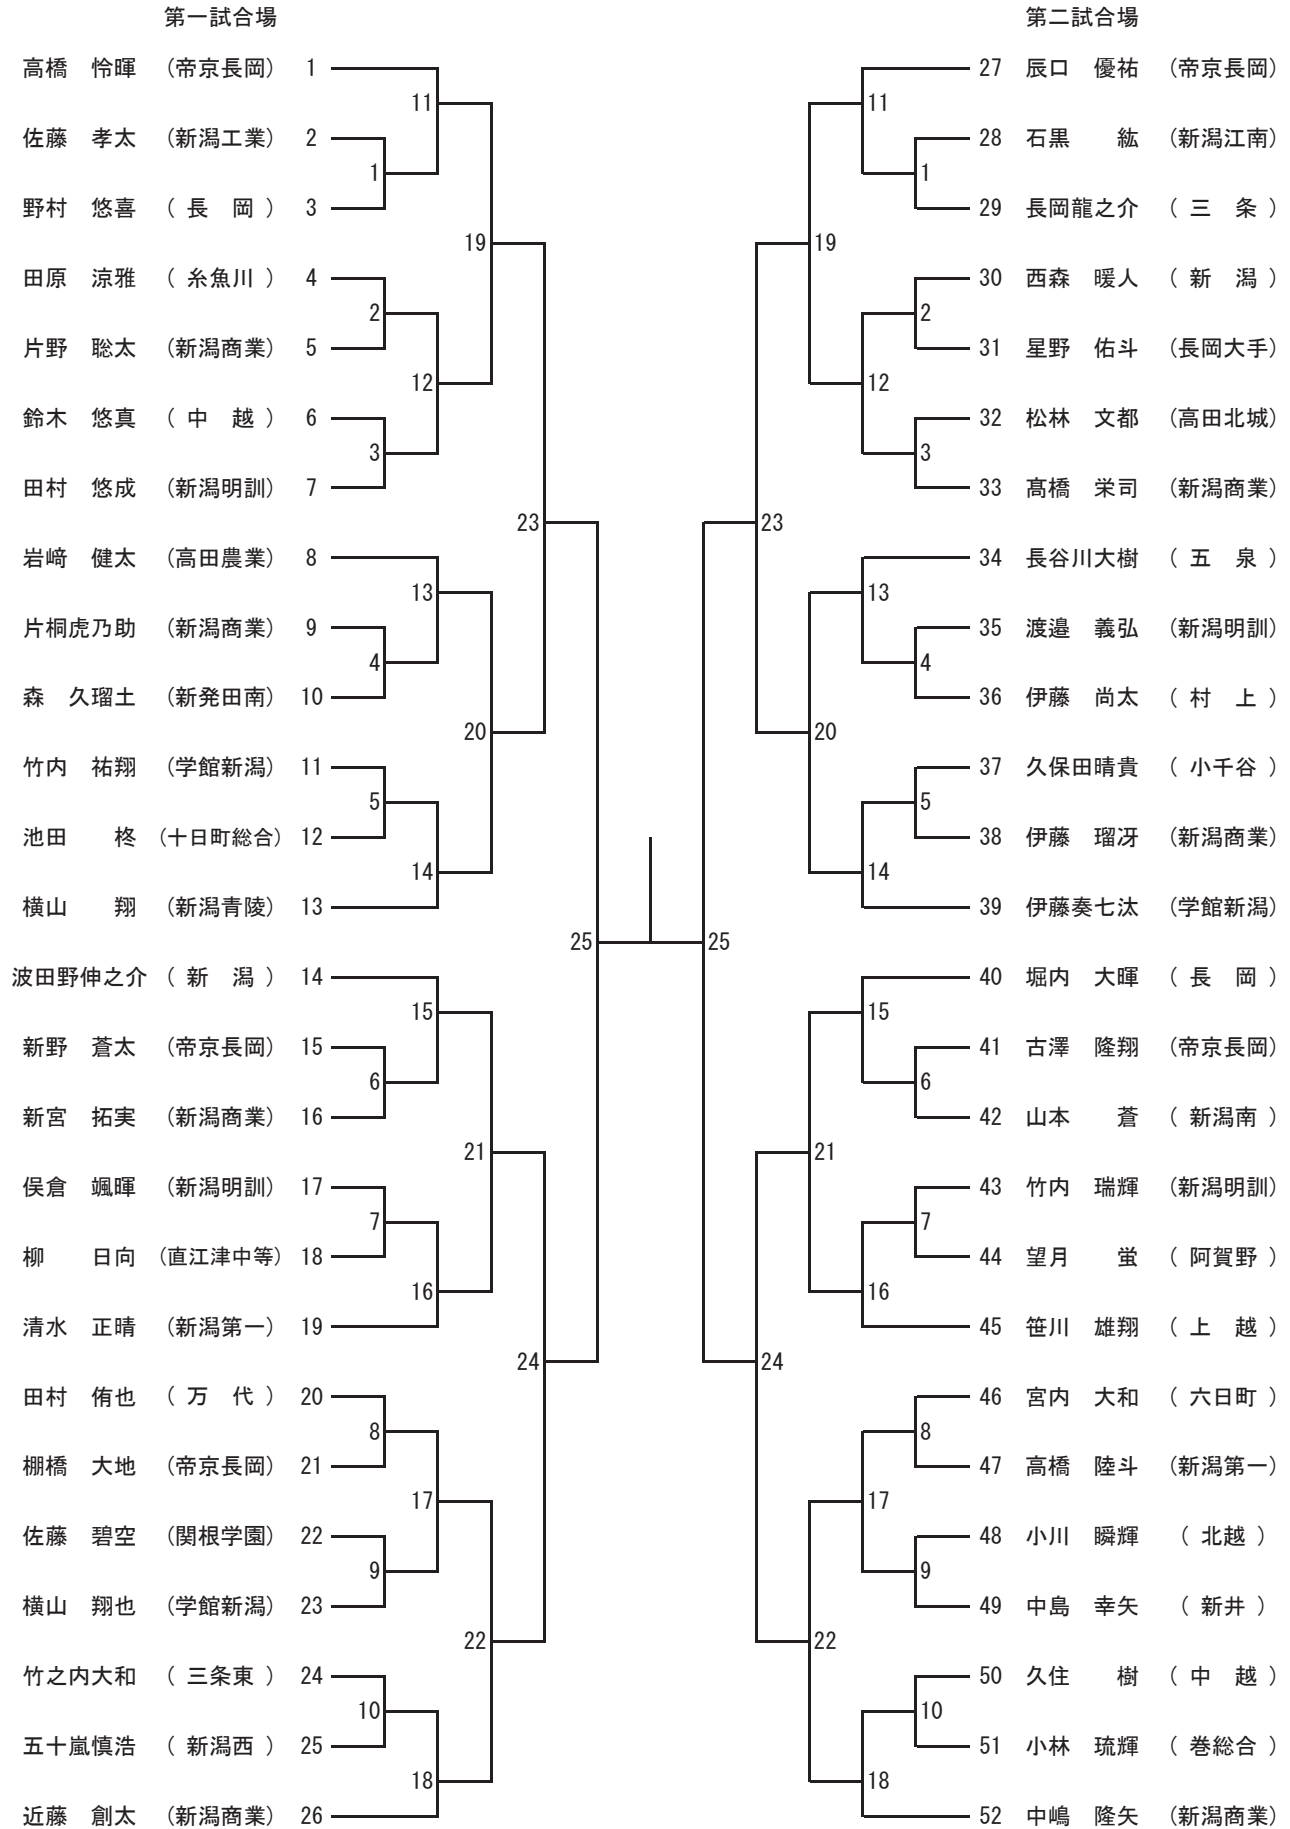 第一試合場
高橋 怜暉 (帝京長岡) 1
佐藤 孝太 (新潟工業) 2
野村 悠喜 ( 長 岡 ) 3
田原 涼雅 ( 糸魚川 ) 4
片野 聡太 (新潟商業) 5
鈴木 悠真 ( 中 越 ) 6
田村 悠成 (新潟明訓) 7
岩﨑 健太 (高田農業) 8
片桐虎乃助 (新潟商業) 9
森 久瑠土 (新発田南) 10
竹内 祐翔 (学館新潟) 11
池田 柊 (十日町総合) 12
横山 翔 (新潟青陵) 13
波田野伸之介 ( 新 潟 ) 14
新野 蒼太 (帝京長岡) 15
新宮 拓実 (新潟商業) 16
俣倉 颯暉 (新潟明訓) 17
柳 日向 (直江津中等) 18
清水 正晴 (新潟第一) 19
田村 侑也 ( 万 代 ) 20
棚橋 大地 (帝京長岡) 21
佐藤 碧空 (関根学園) 22
横山 翔也 (学館新潟) 23
竹之内大和 ( 三条東 ) 24
五十嵐慎浩 ( 新潟西 ) 25
近藤 創太 (新潟商業) 26
1
2
3
4
5
6
7
8
9
10
11
12
13
14
15
16
17
18
19
20
21
22
23
24
25
第二試合場
27 辰口 優祐 (帝京長岡)
28 石黒 紘 (新潟江南)
29 長岡龍之介 ( 三 条 )
30 西森 暖人 ( 新 潟 )
31 星野 佑斗 (長岡大手)
32 松林 文都 (高田北城)
33 髙橋 栄司 (新潟商業)
34 長谷川大樹 ( 五 泉 )
35 渡邉 義弘 (新潟明訓)
36 伊藤 尚太 ( 村 上 )
37 久保田晴貴 ( 小千谷 )
38 伊藤 瑠冴 (新潟商業)
39 伊藤奏七汰 (学館新潟)
40 堀内 大暉 ( 長 岡 )
41 古澤 隆翔 (帝京長岡)
42 山本 蒼 ( 新潟南 )
43 竹内 瑞輝 (新潟明訓)
44 望月 蛍 ( 阿賀野 )
45 笹川 雄翔 ( 上 越 )
46 宮内 大和 ( 六日町 )
47 高橋 陸斗 (新潟第一)
48 小川 瞬輝 ( 北越 )
49 中島 幸矢 ( 新井 )
50 久住 樹 ( 中 越 )
51 小林 琉輝 ( 巻総合 )
52 中嶋 隆矢 (新潟商業)
1
2
3
4
5
6
7
8
9
10
11
12
13
14
15
16
17
18
19
20
21
22
23
24
25